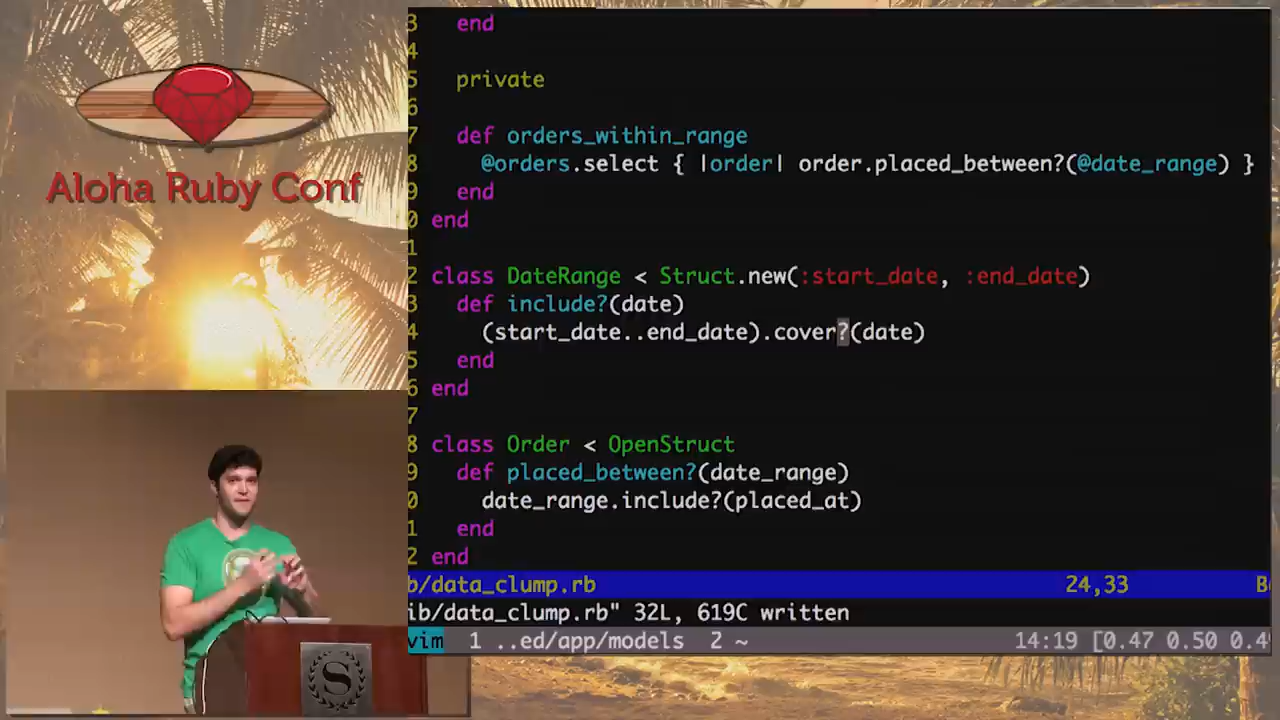 Aloha Ruby Conf
3 end
4
5 private
6
7 def orders_within_range
8 @orders.select { |order| order.placed_between?(@date_range) }
9 end
0 end
1
2 class DateRange < Struct.new(:start_date, :end_date)
3 def include?(date)
4 (start_date..end_date).cover?(date)
5 end
6 end
7
8 class Order < OpenStruct
9 def placed_between?(date_range)
0 date_range.include?(placed_at)
1 end
2 end
b/data_clump.rb 24,33 B
ib/data_clump.rb" 32L, 619C written
vim 1 ..ed/app/models 2 ~ 14:19 [0.47 0.50 0.4
S